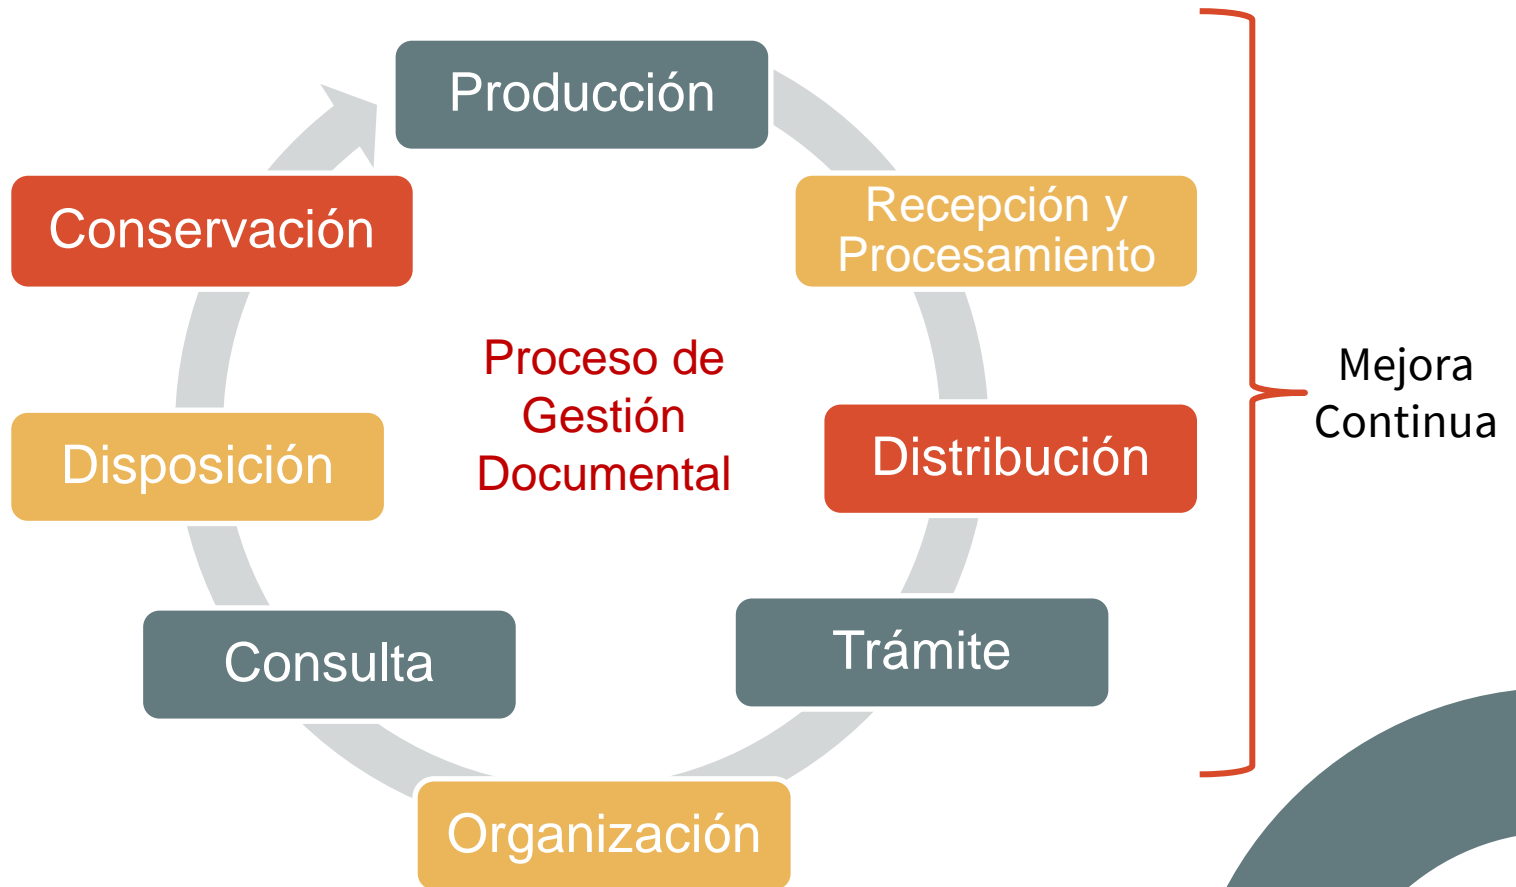 Producción
Recepción y
Procesamiento
Distribución
Trámite
Organización
Consulta
Disposición
Conservación
Proceso de
Gestión
Documental
Mejora
Continua